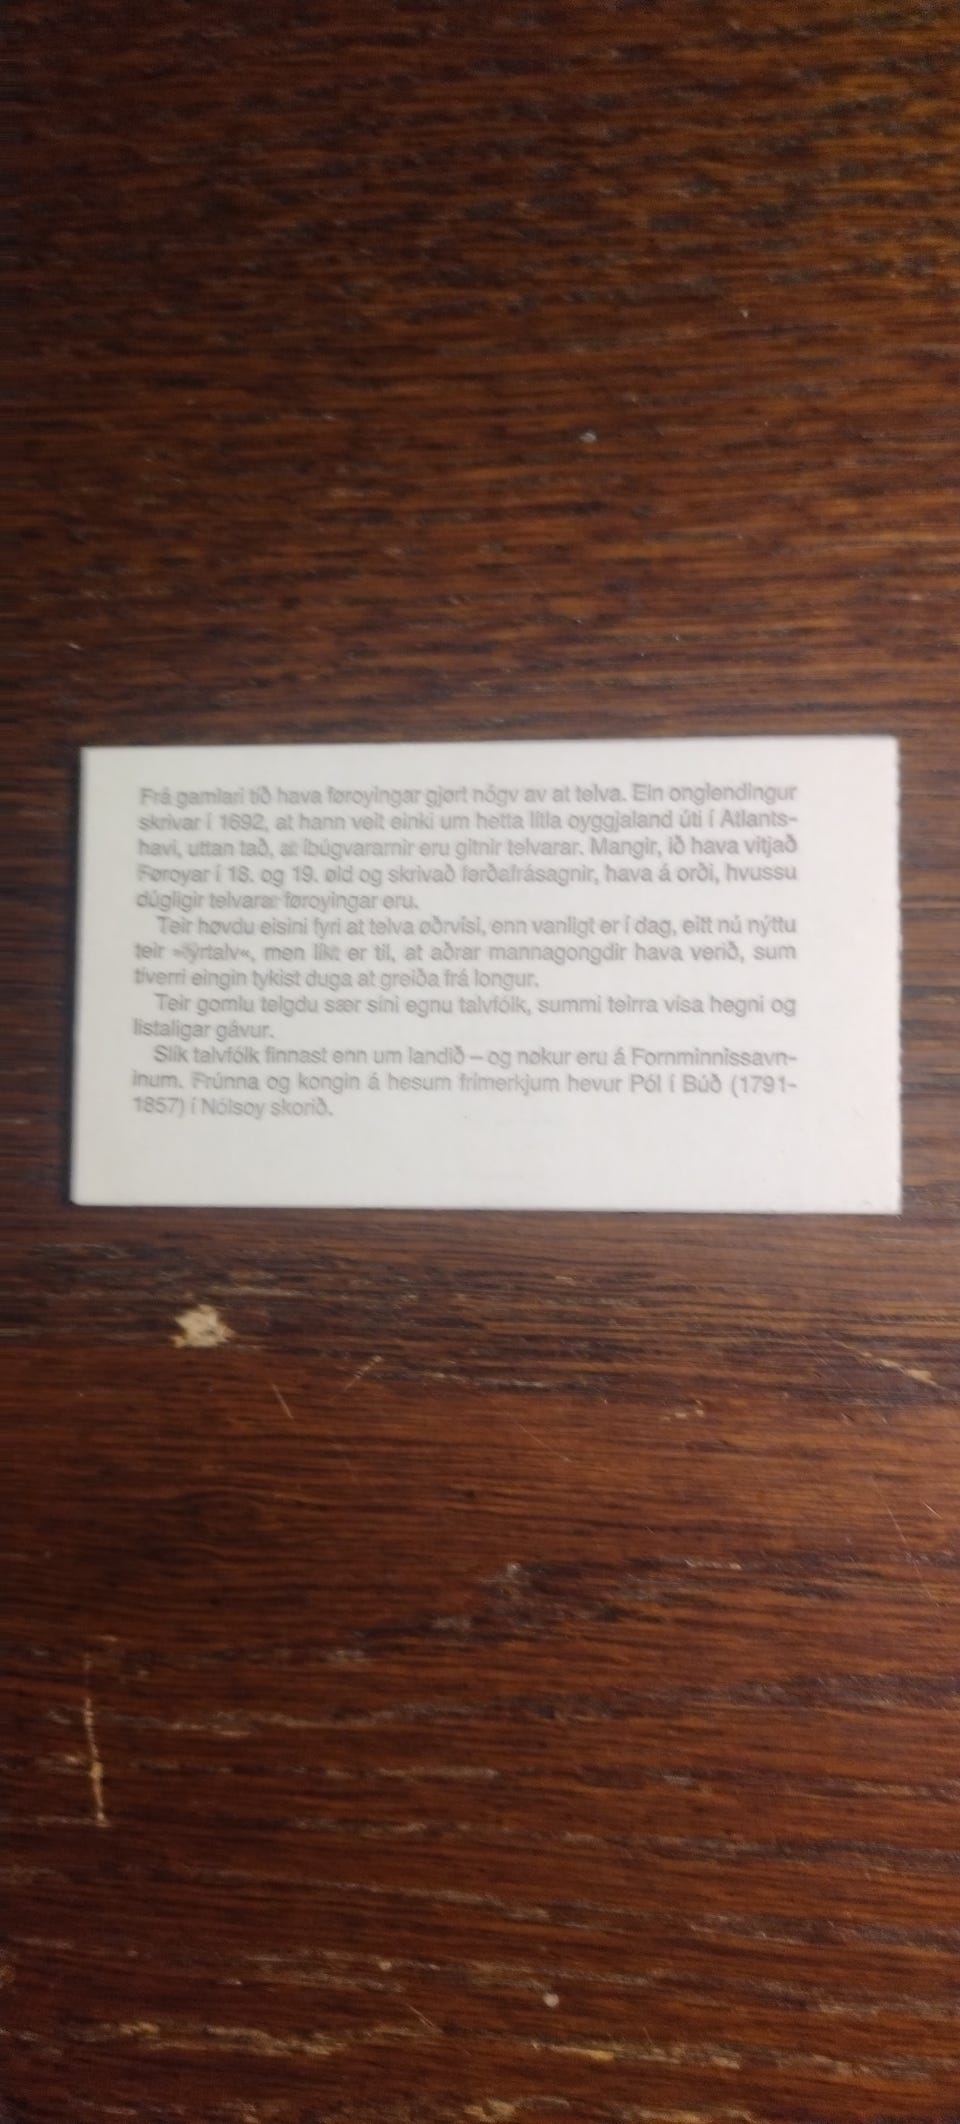 Frá gamlari tíð hava føroyingar gjørt nógv av at telva. Ein onglendingur
skrivar í 1692, at hann veit einki um hetta lítla oyggjaland úti í Atlants-
havi, uttan tað, at íbúgvararnir eru gitnir telvarar. Mangir, ið hava vitjað
Føroyar í 18. og 19. øld og skrivað ferðafrásagnir, hava á orði, hvussu
dúgligir telvarar føroyingar eru.
Teir høvdu eisini fyri at telva øðrvísi, enn vanligt er í dag, eitt nú nýttu
teir men líkt er til, at aðrar mannagongdir hava verið, sum
tíverri eingin tykist duga at greiða frá longur.
Teir gomlu telgdu sær síni egnu talvfólk, summi teirra vísa hegni og
listaligar gávur.
Slík talvfólk finnast enn um landið – og nøkur eru á Fornminnissavn-
inum. Frúnna og kongin á hesum frímerkjum hevur Pól í Búð (1791-
1857) í Nólsoy skorið.